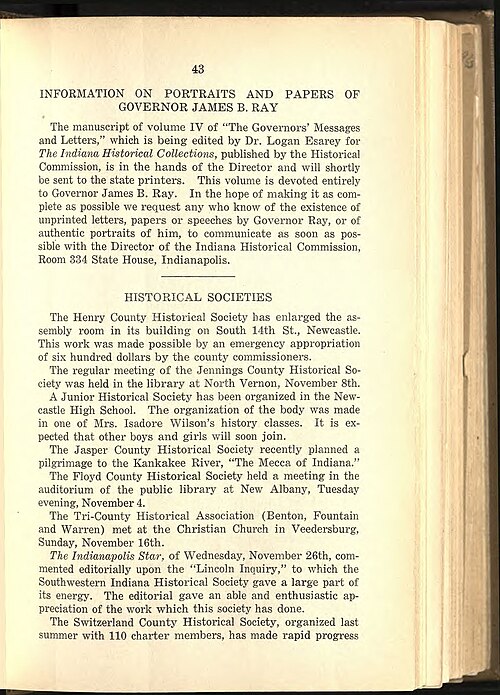 43
INFORMATION ON PORTRAITS AND PAPERS OF
GOVERNOR JAMES B. RAY
The manuscript of volume IV of "The Governors' Messages
and Letters," which is being edited by Dr. Logan Esarey for
The Indiana Historical Collections, published by the Historical
Commission, is in the hands of the Director and will shortly
be sent to the state printers. This volume is devoted entirely
to Governor James B. Ray. In the hope of making it as com-
plete as possible we request any who know of the existence of
unprinted letters, papers or speeches by Governor Ray, or of
authentic portraits of him, to communicate as soon as pos-
sible with the Director of the Indiana Historical Commission,
Room 334 State House, Indianapolis.
HISTORICAL SOCIETIES
The Henry County Historical Society has enlarged the as-
sembly room in its building on South 14th St., Newcastle.
This work was made possible by an emergency appropriation
of six hundred dollars by the county commissioners.
The regular meeting of the Jennings County Historical So-
ciety was held in the library at North Vernon, November 8th.
A Junior Historical Society has been organized in the New-
castle High School. The organization of the body was made
in one of Mrs. Isadore Wilson's history classes. It is ex-
pected that other boys and girls will soon join.
The Jasper County Historical Society recently planned a
pilgrimage to the Kankakee River, "The Mecca of Indiana."
The Floyd County Historical Society held a meeting in the
auditorium of the public library at New Albany, Tuesday
evening, November 4.
The Tri-County Historical Association (Benton, Fountain
and Warren) met at the Christian Church in Veedersburg,
Sunday, November 16th.
The Indianapolis Star, of Wednesday, November 26th, com-
mented editorially upon the "Lincoln Inquiry," to which the
Southwestern Indiana Historical Society gave a large part of
its energy. The editorial gave an able and enthusiastic ap-
preciation of the work which this society has done.
The Switzerland County Historical Society, organized last
summer with 110 charter members, has made rapid progress